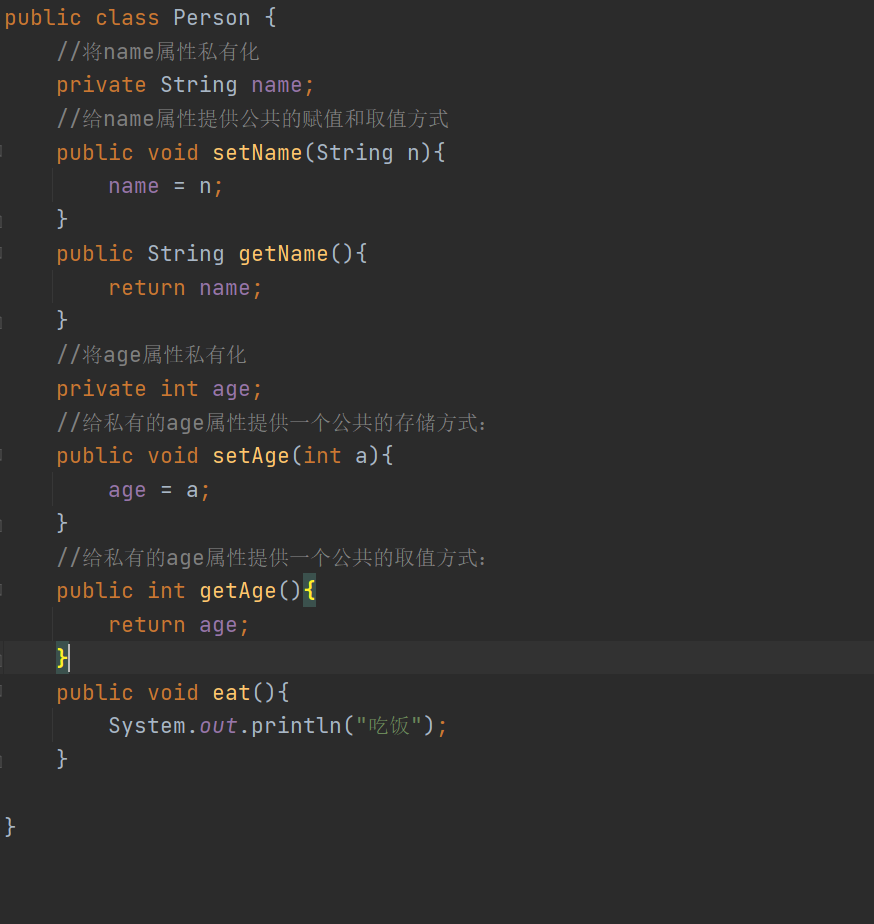 public class Person {
//将name属性私有化
private String name;
//给name属性提供公共的赋值和取值方式
public void setName(String n){
name = n;
}
public String getName(){
return name;
}
//将age属性私有化
private int age;
//给私有的age属性提供一个公共的存储方式：
public void setAge(int a){
age = a;
}
//给私有的age属性提供一个公共的取值方式：
public int getAge(){
return age;
}
public void eat(){
System.out.println("吃饭");
}
}